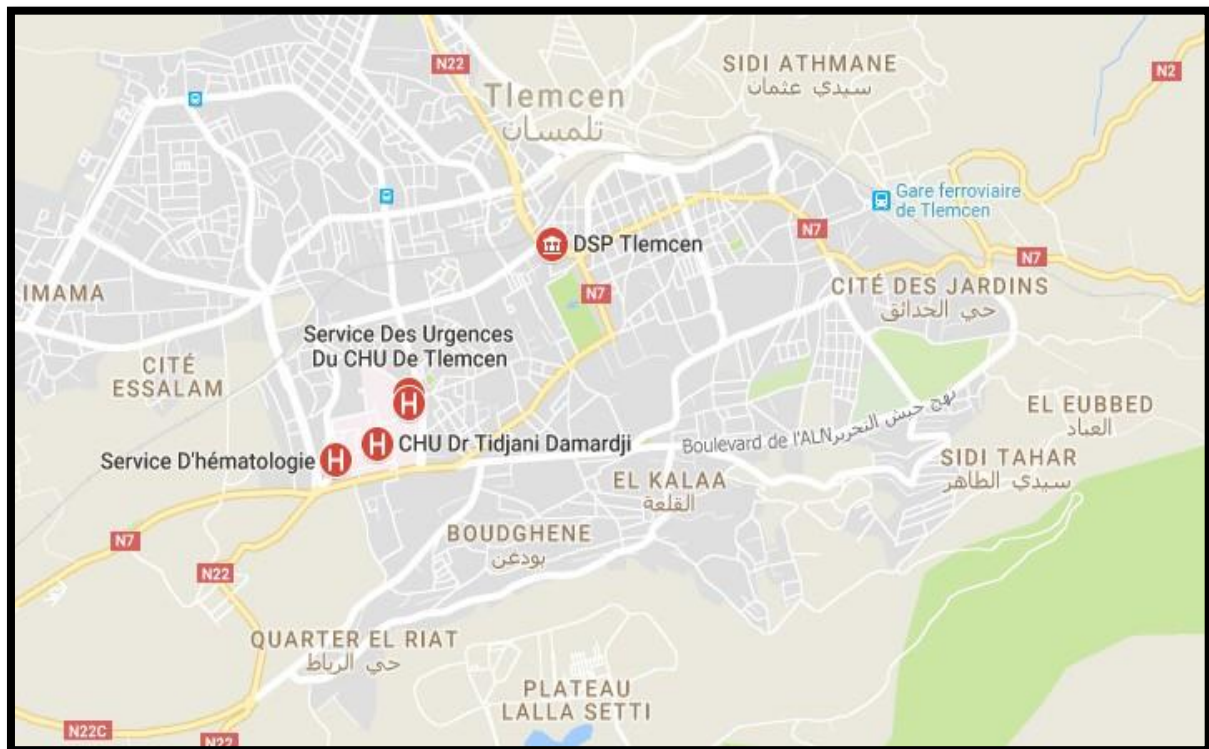 N22
SIDI ATHMANE
سيدي عثمان
N2
Tlemcen
تلمسان
Gare ferroviaire
de Tlemcen
N7
DSP Tlemcen
N7
IMAMA
N7
CITÉ DES JARDINS
حي الحدائق
Service Des Urgences
Du CHU De Tlemcen
CITÉ
ESSALAM
H
EL EUBBED
العباد
Boulevard de l'ALNنهج جيش التحرير
H
CHU Dr Tidjani Damardji
Service D'hématologie
H
SIDI TAHAR
سيدي الطاهر
EL KALAA
القلعة
N7
BOUDGHENE
بودغن
N22
QUARTER EL RIAT
حي الرباط
PLATEAU
LALLA SETTI
N22C
N22